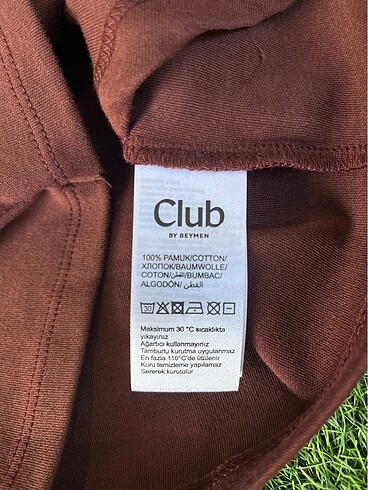 Club
BY BEYMEN
100% PAMUK/COTTON/
ХЛОПОК/BAUMWOLLE/
COTON/القطن/BUMBAC/
ALGODÓN/ القطن
30
Maksimum 30 °C sıcaklıkta
yıkayınız
Ağartıcı kullanmayınız
Tamburlu kurutma uygulanmaz
En fazla 110°C'de ütülenir
Kuru temizleme yapılamaz
Sererek kurutulur